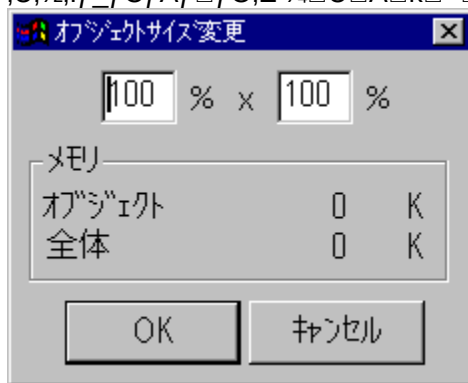 ｵﾌﾞｼﾞｪｸﾄｻｲｽﾞ変更
100 % x 100 %
ﾒﾓﾘ
ｵﾌﾞｼﾞｪｸﾄ 0 K
全体 0 K
OK ｷｬﾝｾﾙ